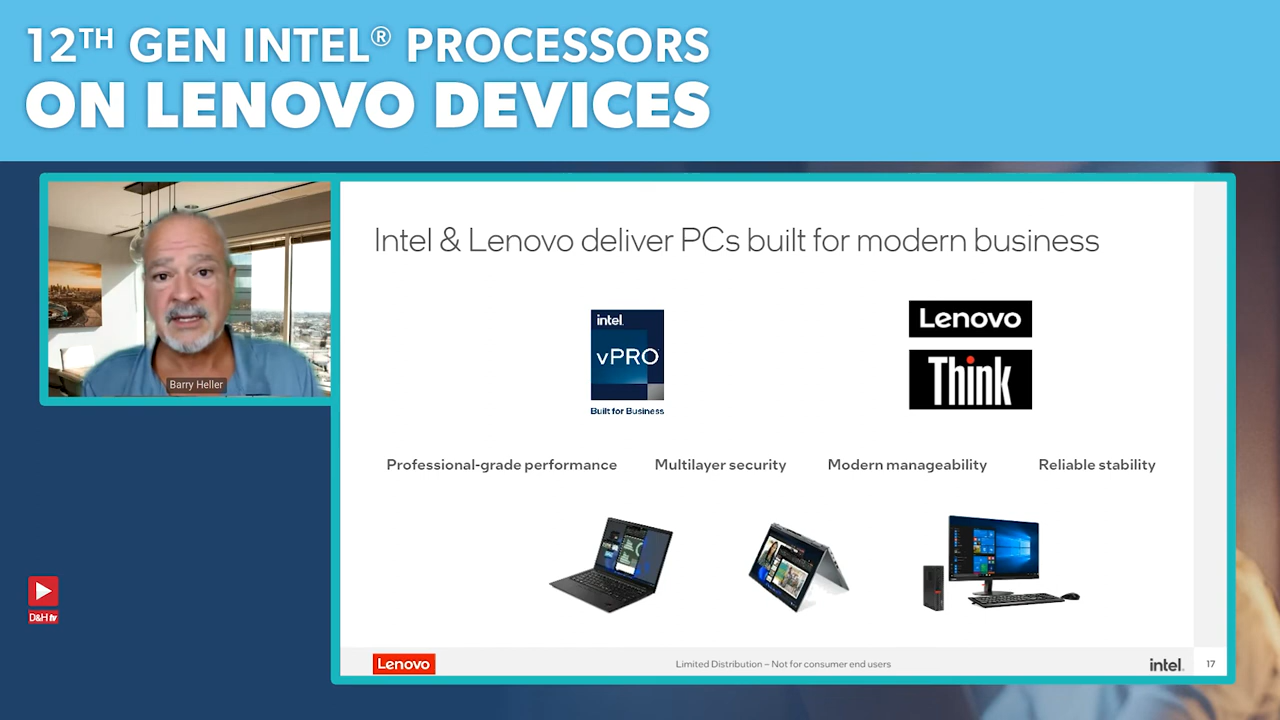 12TH GEN INTEL® PROCESSORS
ON LENOVO DEVICES
Barry Heller
Intel & Lenovo deliver PCs built for modern business
intel.
vPRO
Built for Business
Lenovo
Think
Professional-grade performance
Multilayer security
Modern manageability
Reliable stability
D&H tv
Lenovo
Limited Distribution – Not for consumer end users
intel.
17